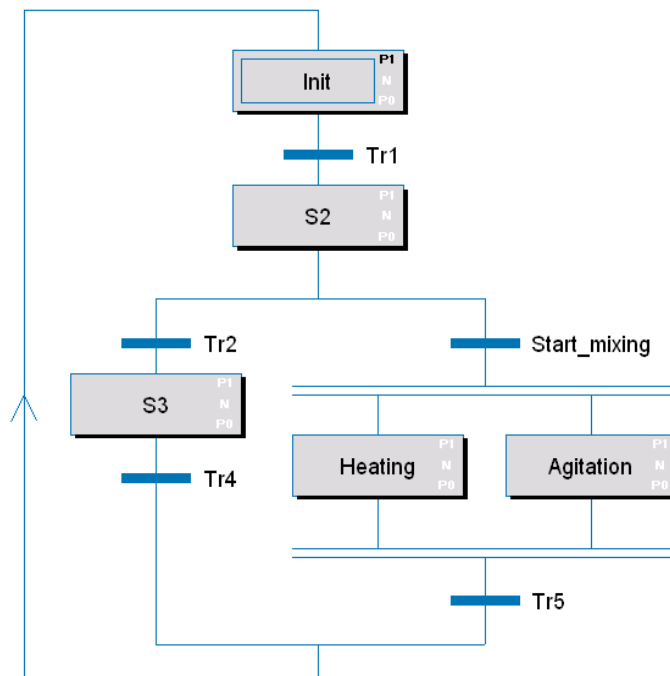 P1
Init
N
P0
Tr1
P1
S2
N
P0
Tr2
Start_mixing
P1
S3
N
P0
P1
Heating
N
P0
P1
Agitation
N
P0
Tr4
Tr5